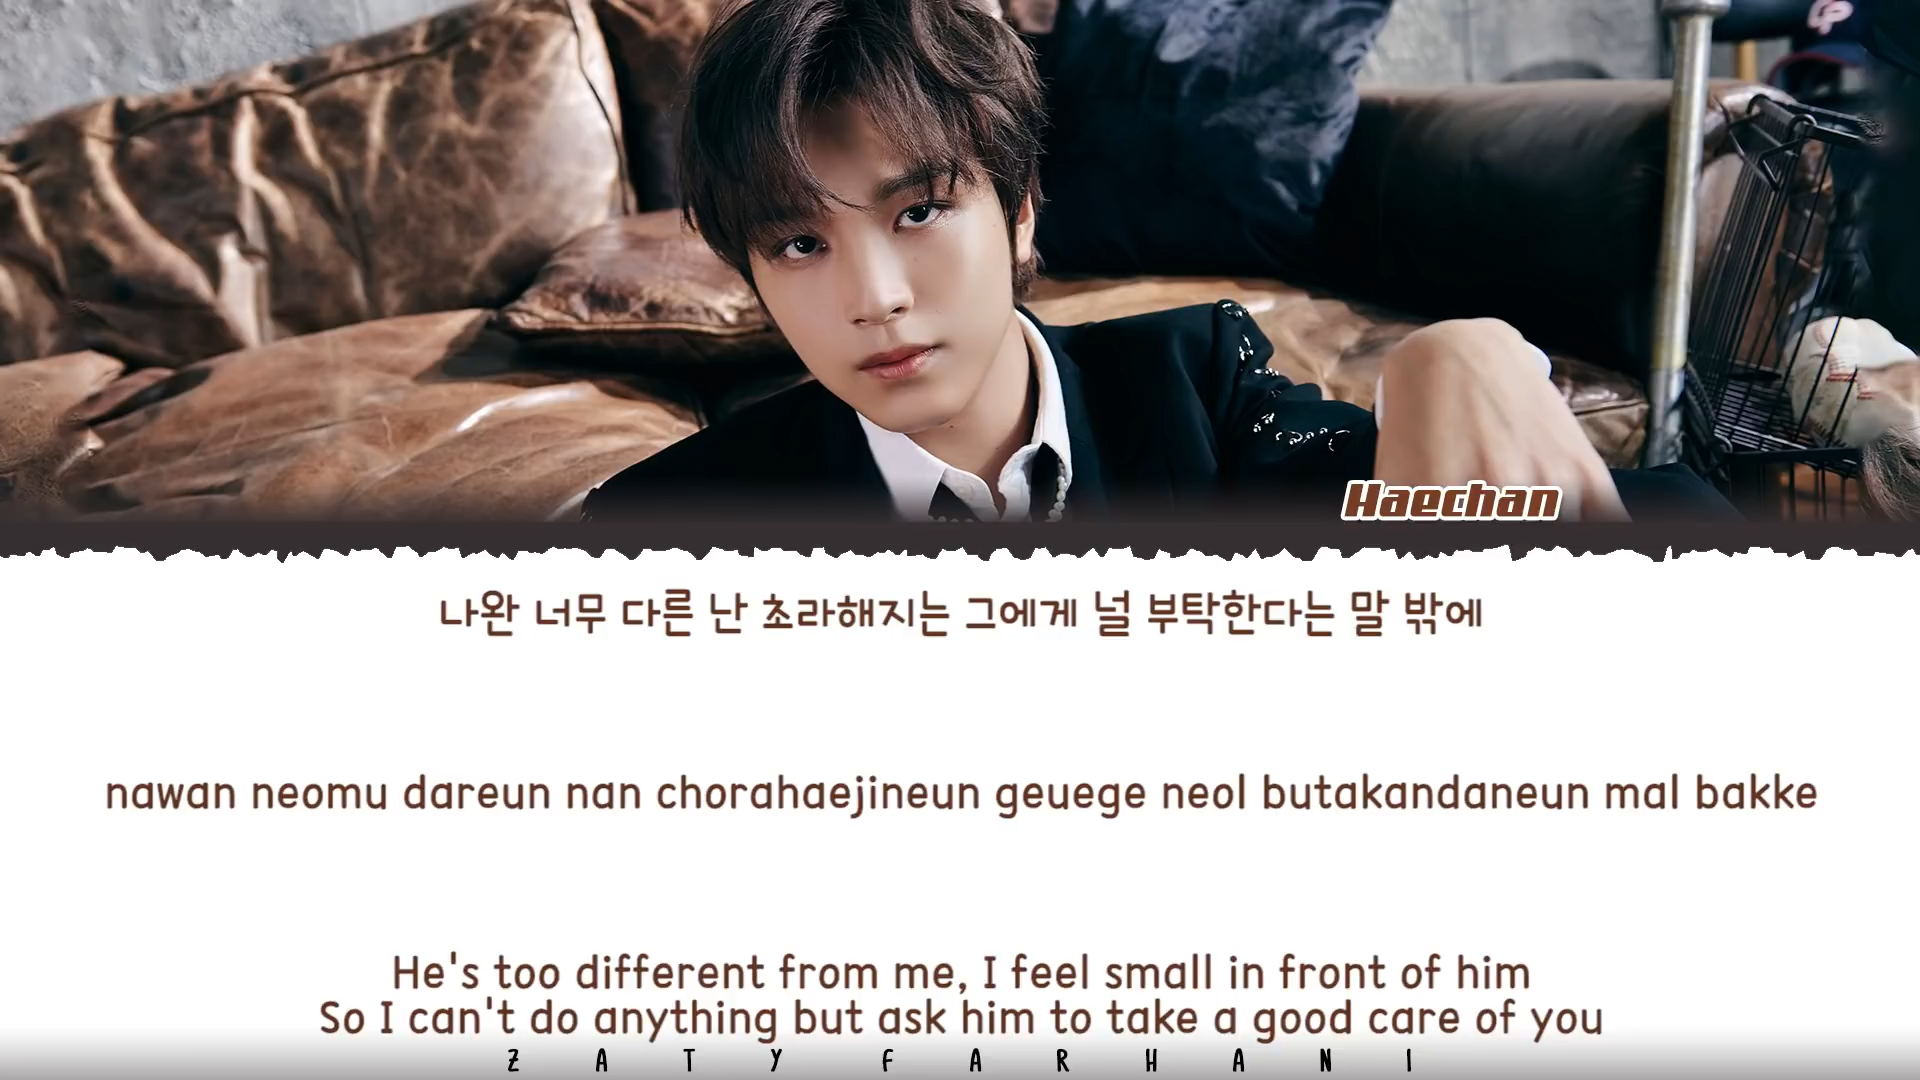 Haechan
나완 너무 다른 난 초라해지는 그에게 널 부탁한다는 말 밖에
nawan neomu dareun nan chorahaejineun geuege neol butakandaneun mal bakke
He's too different from me, I feel small in front of him
So I can't do anything but ask him to take a good care of you
ZATY FARHANI